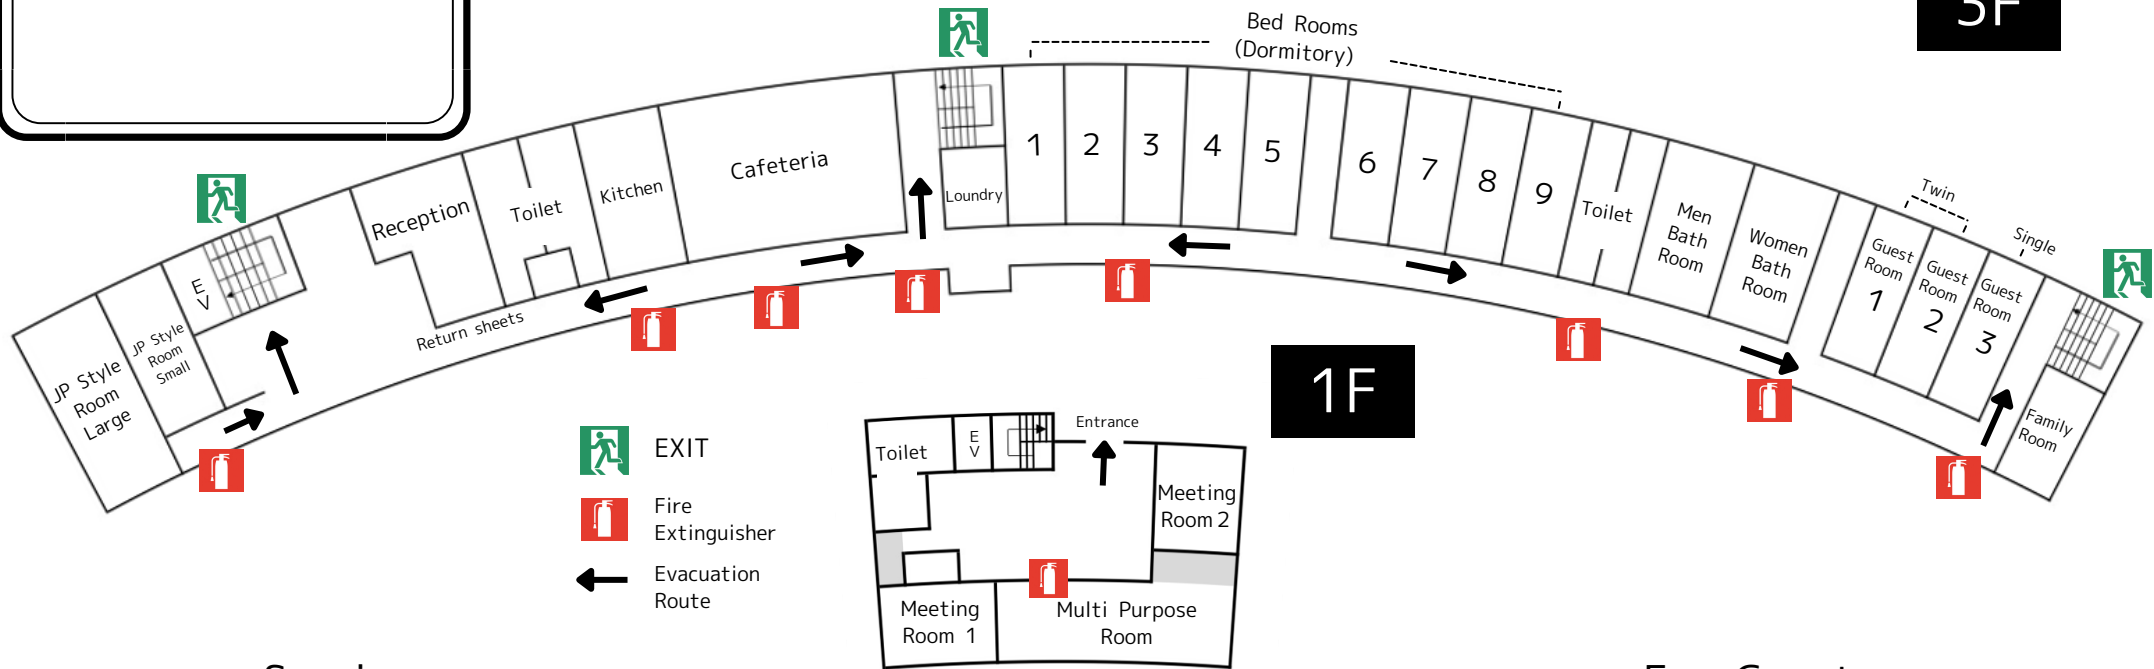 3F
Bed Rooms
(Dormitory)
Reception
Toilet
Kitchen
Cafeteria
Loundry
1
2
3
4
5
6
7
8
9
Toilet
Men
Bath
Room
Women
Bath
Room
Twin
Single
Guest
Room
1
Guest
Room
2
Guest
Room
3
Family
Room
E
V
JP Style
Room
Small
JP Style
Room
Large
Return sheets
1F
EXIT
Fire
Extinguisher
Evacuation
Route
Entrance
Toilet
E
V
Meeting
Room 2
Meeting
Room 1
Multi Purpose
Room